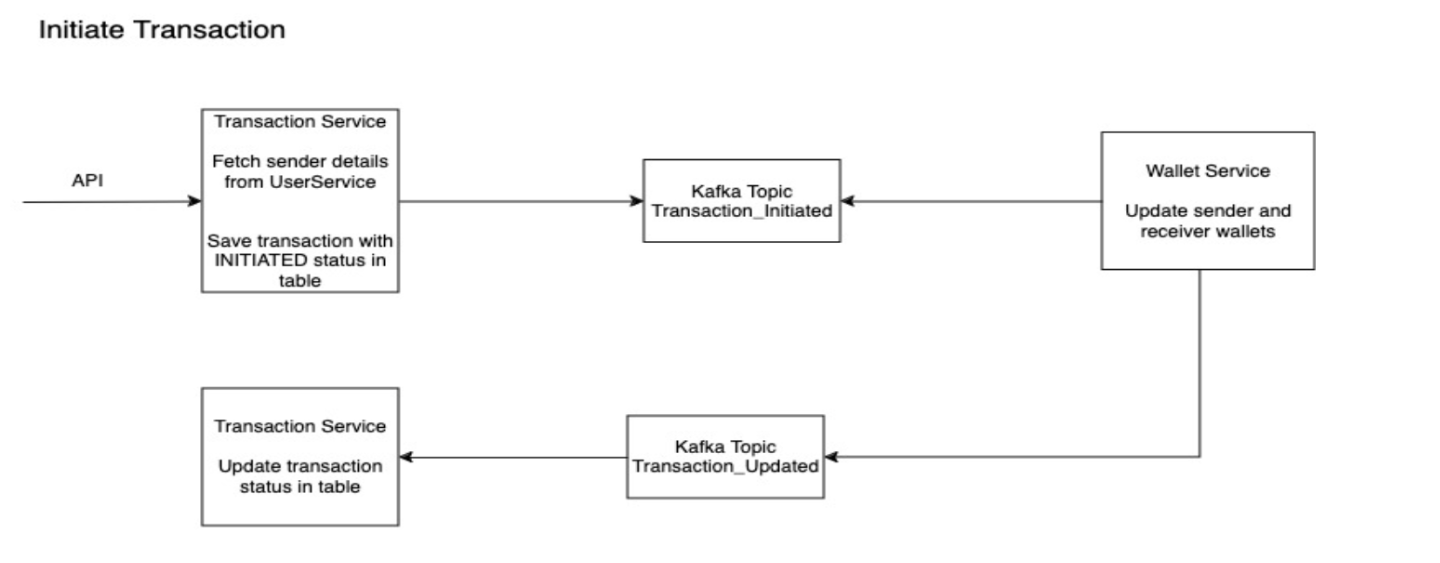 Initiate Transaction
API
Transaction Service
Fetch sender details
from UserService
Save transaction with
INITIATED status in
table
Kafka Topic
Transaction_Initiated
Wallet Service
Update sender and
receiver wallets
Transaction Service
Update transaction
status in table
Kafka Topic
Transaction_Updated